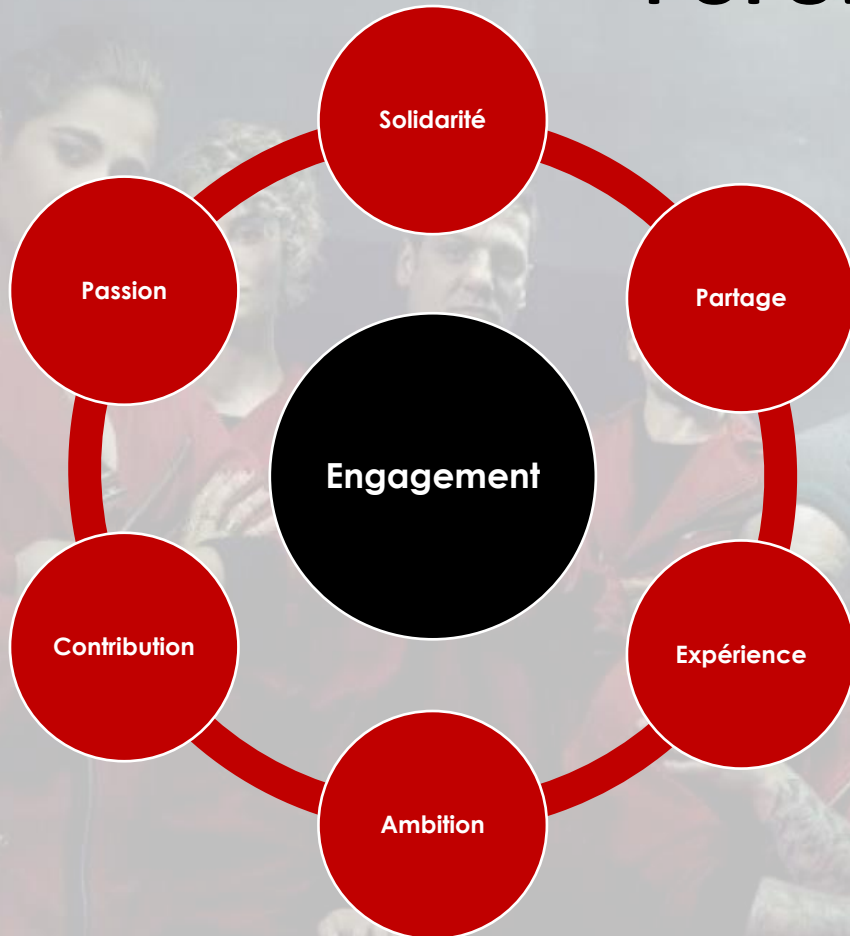 Solidarité
Partage
Passion
Engagement
Contribution
Expérience
Ambition